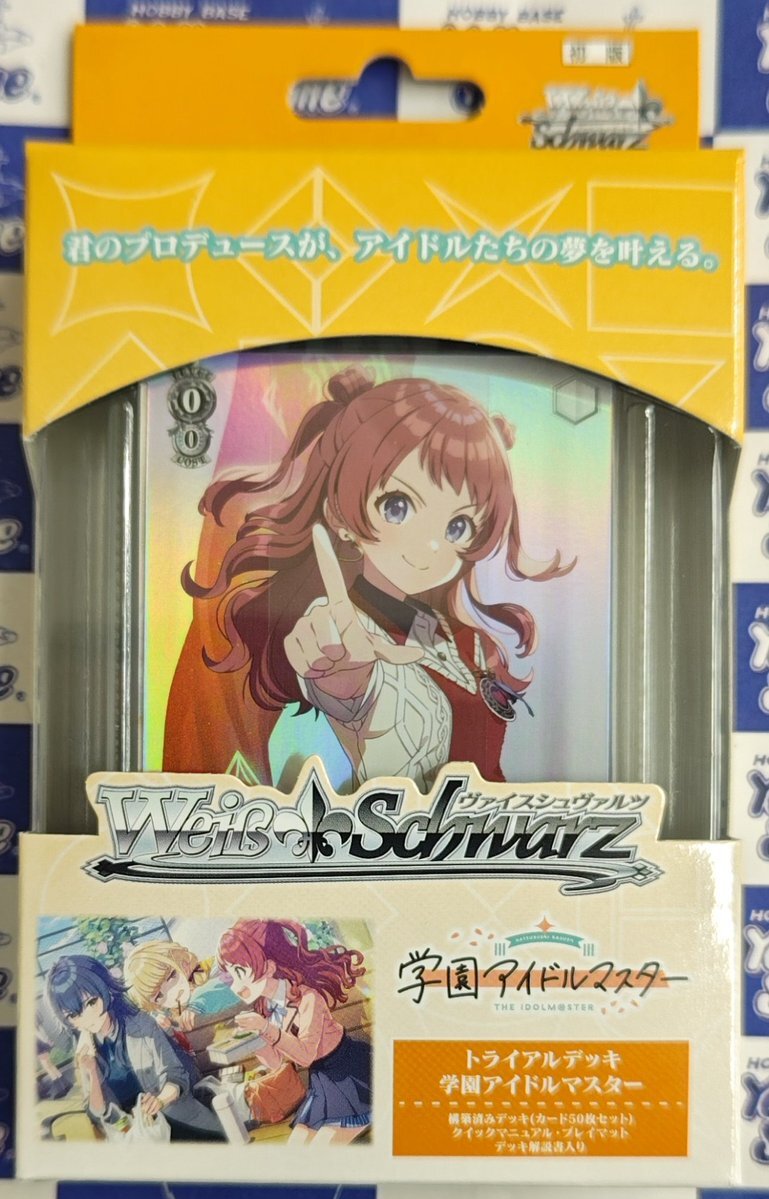 HOBBY BASE
初版
Weiß Schwarz
君のプロデュースが、アイドルたちの夢を叶える。
0
0
COST
ヴァイスシュヴァルツ
Weiß Schwarz
HATSUBOSHI GAKUEN
学園アイドルマスター
THE IDOLM@STER
トライアルデッキ
学園アイドルマスター
構築済みデッキ(カード50枚セット)
クイックマニュアル・プレイマット
デッキ解説書入り